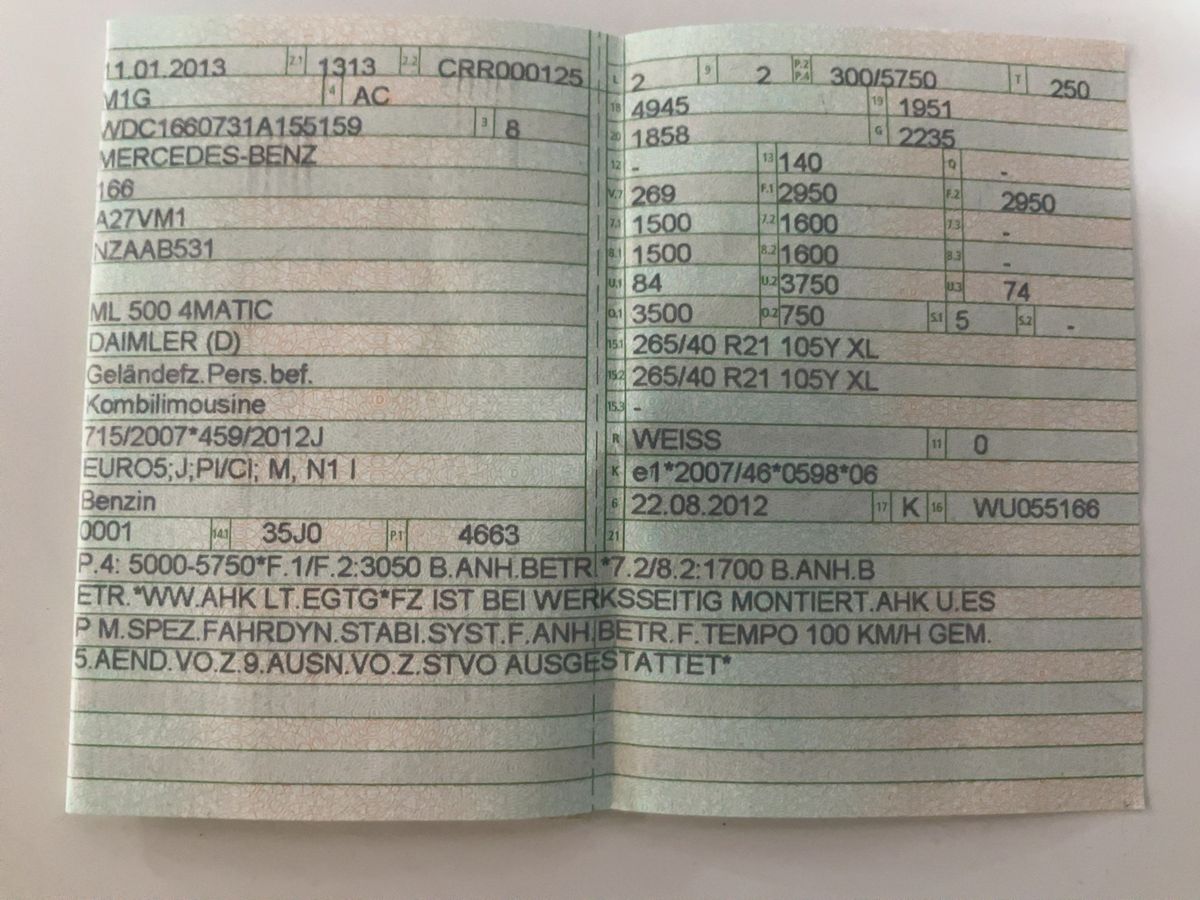 11.01.2013 2.1 1313 2.2 CRR000125
M1G 4 AC
WDC1660731A155159 3 8
MERCEDES-BENZ
166
A27VM1
NZAAB531
ML 500 4MATIC
DAIMLER (D)
Geländefz.Pers.bef.
Kombilimousine
715/2007*459/2012J
EURO5;J;PI/CI; M, N1 I
Benzin
0001 14.1 35J0 P.1 4663
L 2 9 2 P.2 P.4 300/5750 T 250
18 4945 19 1951
20 1858 G 2235
12 - 13 140 Q -
V.7 269 F.1 2950 F.2 2950
7.1 1500 7.2 1600 7.3 -
8.1 1500 8.2 1600 8.3 -
U.1 84 U.2 3750 U.3 74
O.1 3500 O.2 750 S.1 5 S.2 -
15.1 265/40 R21 105Y XL
15.2 265/40 R21 105Y XL
15.3 -
R WEISS 11 0
K e1*2007/46*0598*06
6 22.08.2012 17 K 16 WU055166
21
P.4: 5000-5750*F.1/F.2:3050 B.ANH.BETR.*7.2/8.2:1700 B.ANH.B
ETR.*WW.AHK LT.EGTG*FZ IST BEI WERKSSEITIG MONTIERT.AHK U.ES
P M.SPEZ.FAHRDYN.STABI.SYST.F.ANH.BETR.F.TEMPO 100 KM/H GEM.
5.AEND.VO.Z.9.AUSN.VO.Z.STVO AUSGESTATTET*